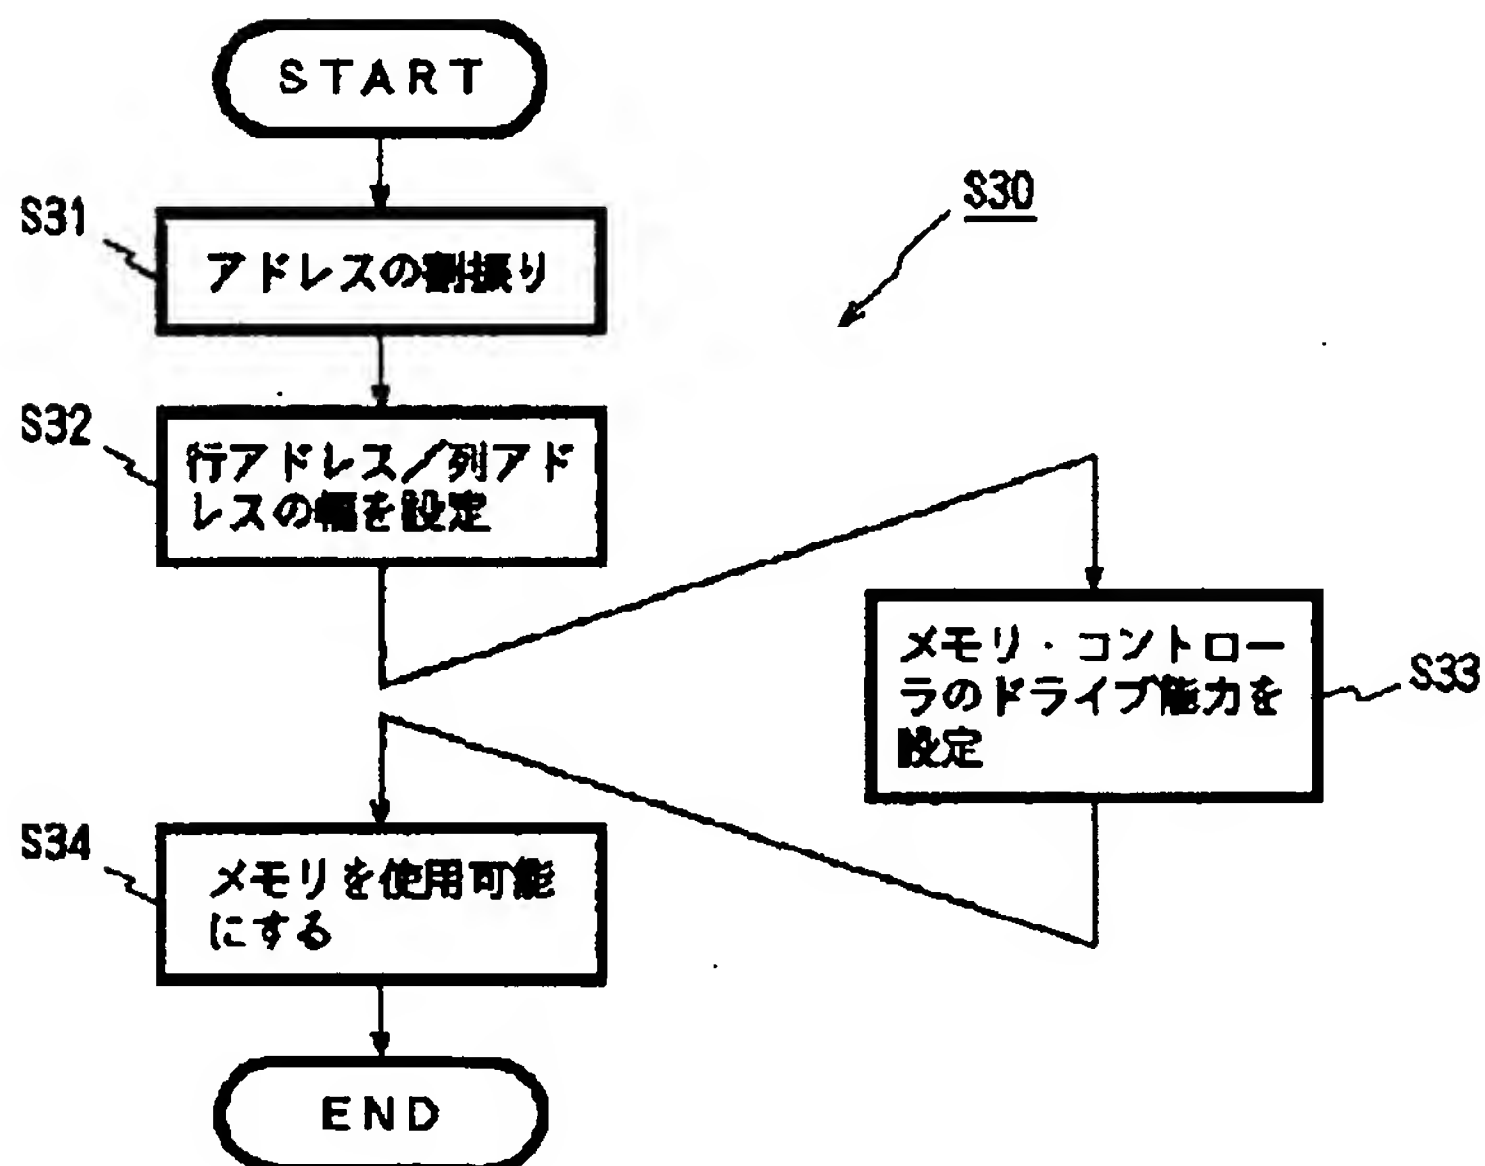 START
S30
S31
アドレスの割振り
S32
行アドレス／列アド
レスの幅を設定
メモリ・コントロー
ラのドライブ能力を
設定
S33
S34
メモリを使用可能
にする
END